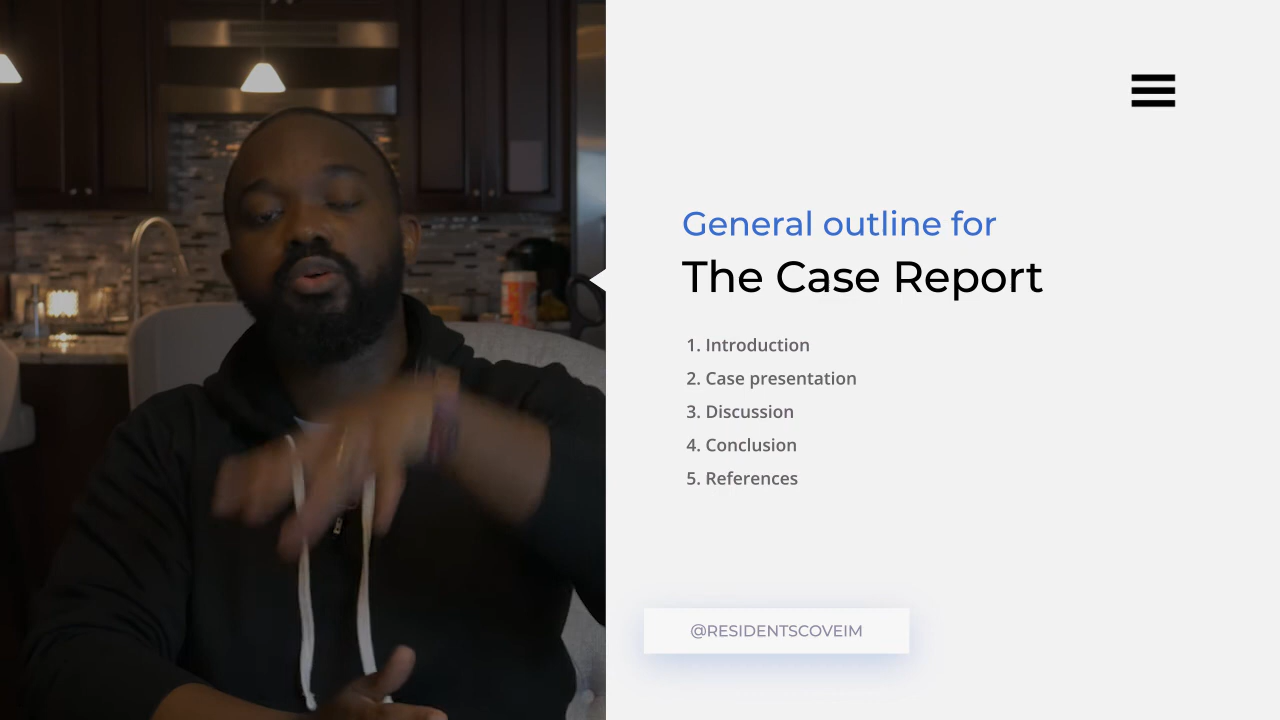 General outline for
The Case Report
1. Introduction
2. Case presentation
3. Discussion
4. Conclusion
5. References
@RESIDENTSCOVEIM